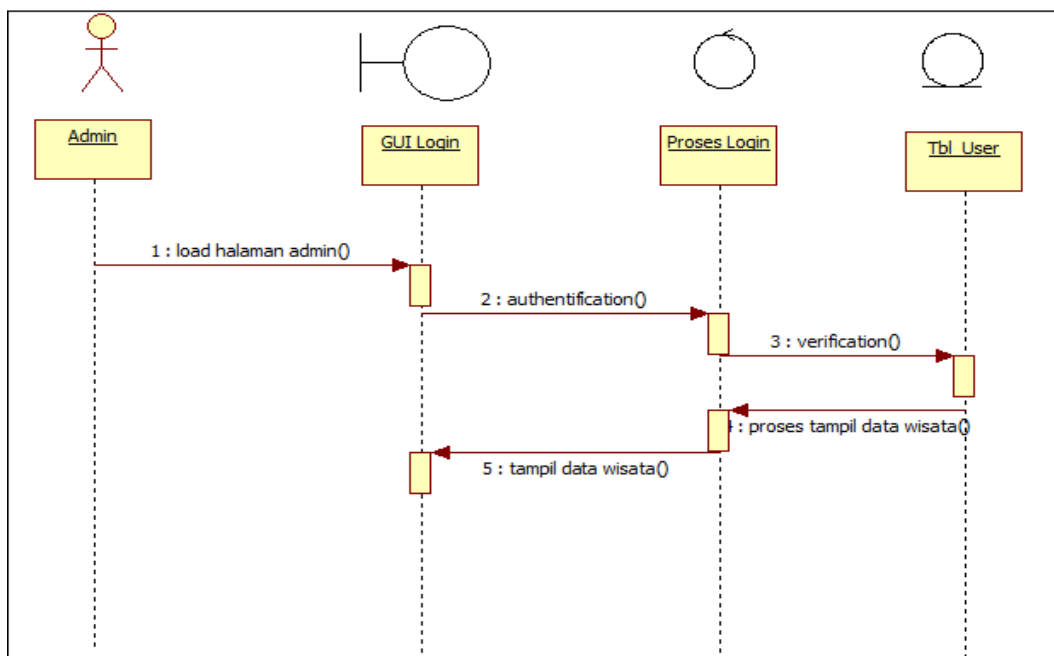 Admin
GUI Login
Proses Login
Tbl_User
1 : load halaman admin()
2 : authentification()
3 : verification()
4 : proses tampil data wisata()
5 : tampil data wisata()